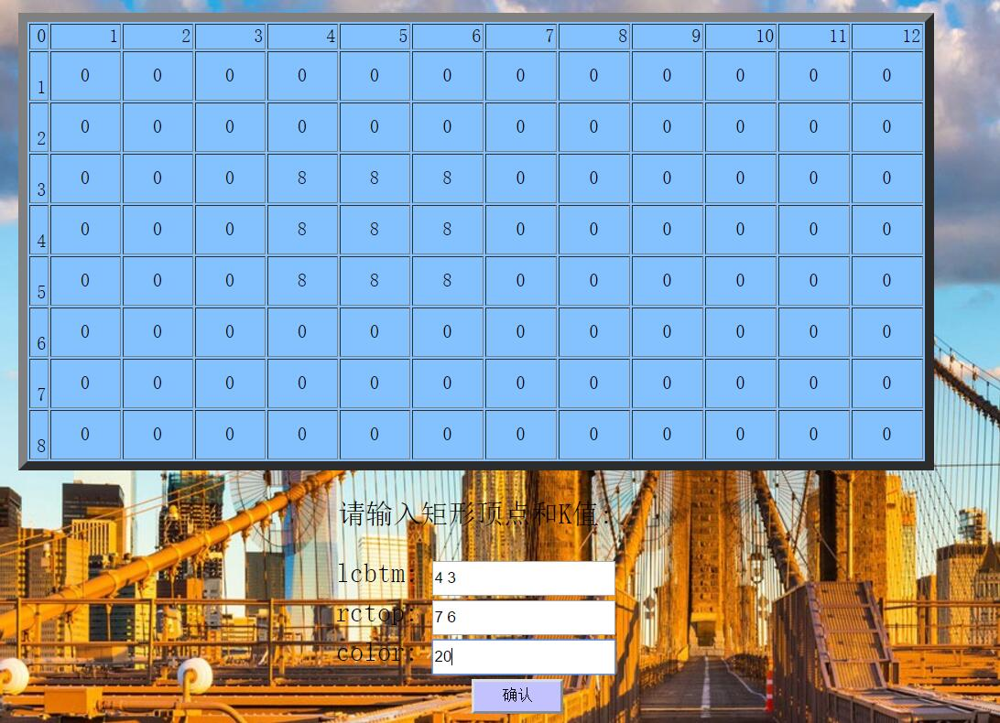 0 1 2 3 4 5 6 7 8 9 10 11 12
1 0 0 0 0 0 0 0 0 0 0 0 0
2 0 0 0 0 0 0 0 0 0 0 0 0
3 0 0 0 8 8 8 0 0 0 0 0 0
4 0 0 0 8 8 8 0 0 0 0 0 0
5 0 0 0 8 8 8 0 0 0 0 0 0
6 0 0 0 0 0 0 0 0 0 0 0 0
7 0 0 0 0 0 0 0 0 0 0 0 0
8 0 0 0 0 0 0 0 0 0 0 0 0
请输入矩形顶点和K值:
lcbtm: 4 3
rctop: 7 6
color: 20
确认